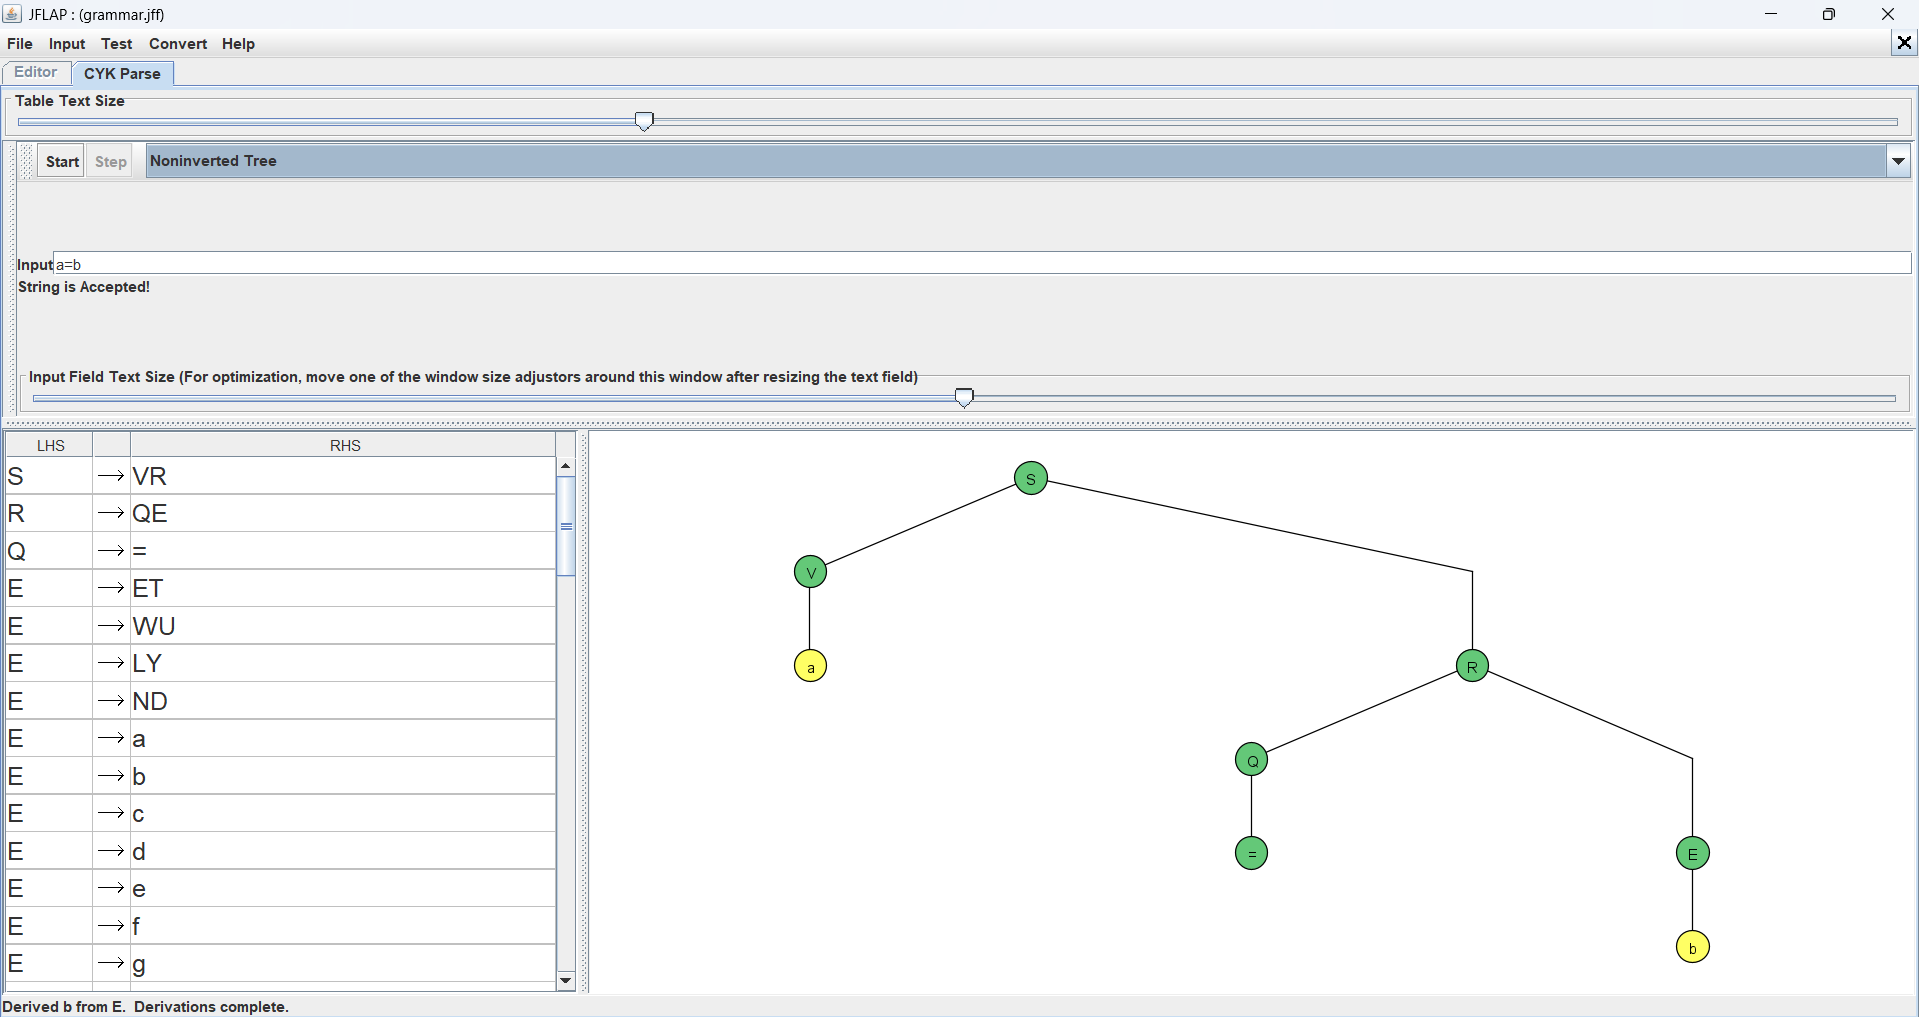 JFLAP : (grammar.jff)
File Input Test Convert Help
Editor CYK Parse
Table Text Size
Start Step Noninverted Tree
Input a=b
String is Accepted!
Input Field Text Size (For optimization, move one of the window size adjustors around this window after resizing the text field)
LHS RHS
S → VR
R → QE
Q → =
E → ET
E → WU
E → LY
E → ND
E → a
E → b
E → c
E → d
E → e
E → f
E → g
S
V
a
R
Q
=
E
b
Derived b from E. Derivations complete.